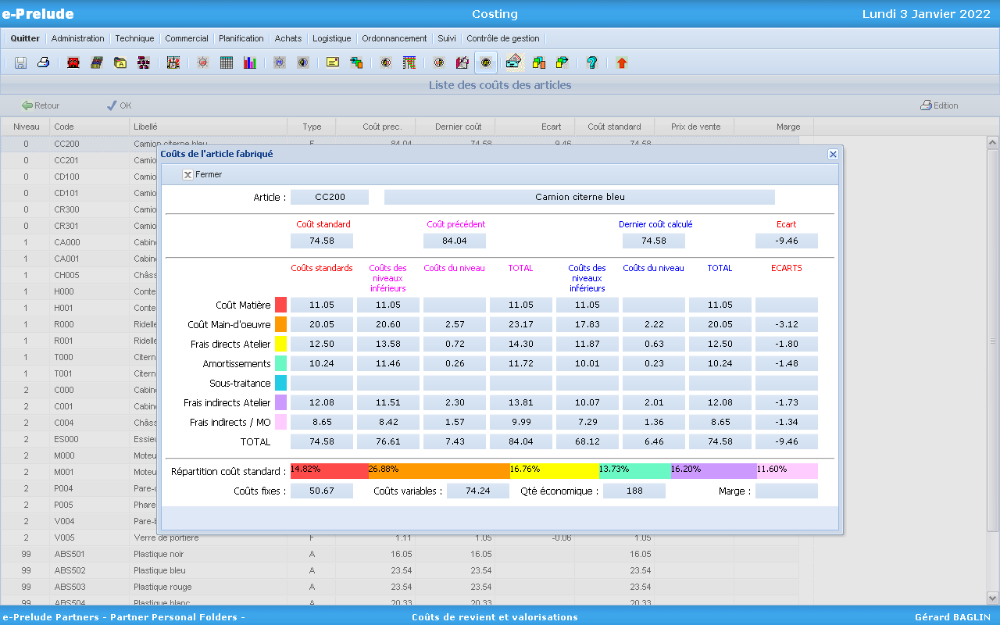 e-Prelude Costing Lundi 3 Janvier 2022
Quitter Administration Technique Commercial Planification Achats Logistique Ordonnancement Suivi Contrôle de gestion
Liste des coûts des articles
Retour OK Edition
Niveau Code Libellé Type Coût prec. Dernier coût Ecart Coût standard Prix de vente Marge
0 CC200 Camion citerne bleu F 84.04 74.58 -9.46 74.58
Coûts de l'article fabriqué
0 CC201 Camio
Fermer
0 CD100 Camio
0 CD101 Camio
Article : CC200 Camion citerne bleu
0 CR300 Camio
0 CR301 Camio
Coût standard Coût précédent Dernier coût calculé Ecart
1 CA000 Cabine
74.58 84.04 74.58 -9.46
1 CA001 Cabine
Coûts standards Coûts des niveaux inférieurs Coûts du niveau TOTAL Coûts des niveaux inférieurs Coûts du niveau TOTAL ECARTS
1 CH005 Châss
1 H000 Conte
1 H001 Conte
Coût Matière 11.05 11.05 11.05 11.05 11.05
1 R000 Ridelle
Coût Main-d'oeuvre 20.05 20.60 2.57 23.17 17.83 2.22 20.05 -3.12
1 R001 Ridelle
Frais directs Atelier 12.50 13.58 0.72 14.30 11.87 0.63 12.50 -1.80
1 T000 Citern
Amortissements 10.24 11.46 0.26 11.72 10.01 0.23 10.24 -1.48
1 T001 Citern
Sous-traitance
2 C000 Cabine
2 C001 Cabine
Frais indirects Atelier 12.08 11.51 2.30 13.81 10.07 2.01 12.08 -1.73
2 C004 Châss
Frais indirects / MO 8.65 8.42 1.57 9.99 7.29 1.36 8.65 -1.34
2 ES000 Essieu
TOTAL 74.58 76.61 7.43 84.04 68.12 6.46 74.58 -9.46
2 M000 Moteu
2 M001 Moteu
Répartition coût standard : 14.82% 26.88% 16.76% 13.73% 16.20% 11.60%
2 P004 Pare-c
Coûts fixes : 50.67 Coûts variables : 74.24 Qté économique : 188 Marge :
2 P005 Phare
2 V004 Pare-b
2 V005 Verre de portière F 1.11 1.05 -0.06 1.05
99 ABS501 Plastique noir A 16.05 16.05 16.05
99 ABS502 Plastique bleu A 23.54 23.54 23.54
99 ABS503 Plastique rouge A 23.54 23.54 23.54
99 ABS504 Plastique blanc A 20.33 20.33 20.33
e-Prelude Partners - Partner Personal Folders - Coûts de revient et valorisations Gérard BAGLIN